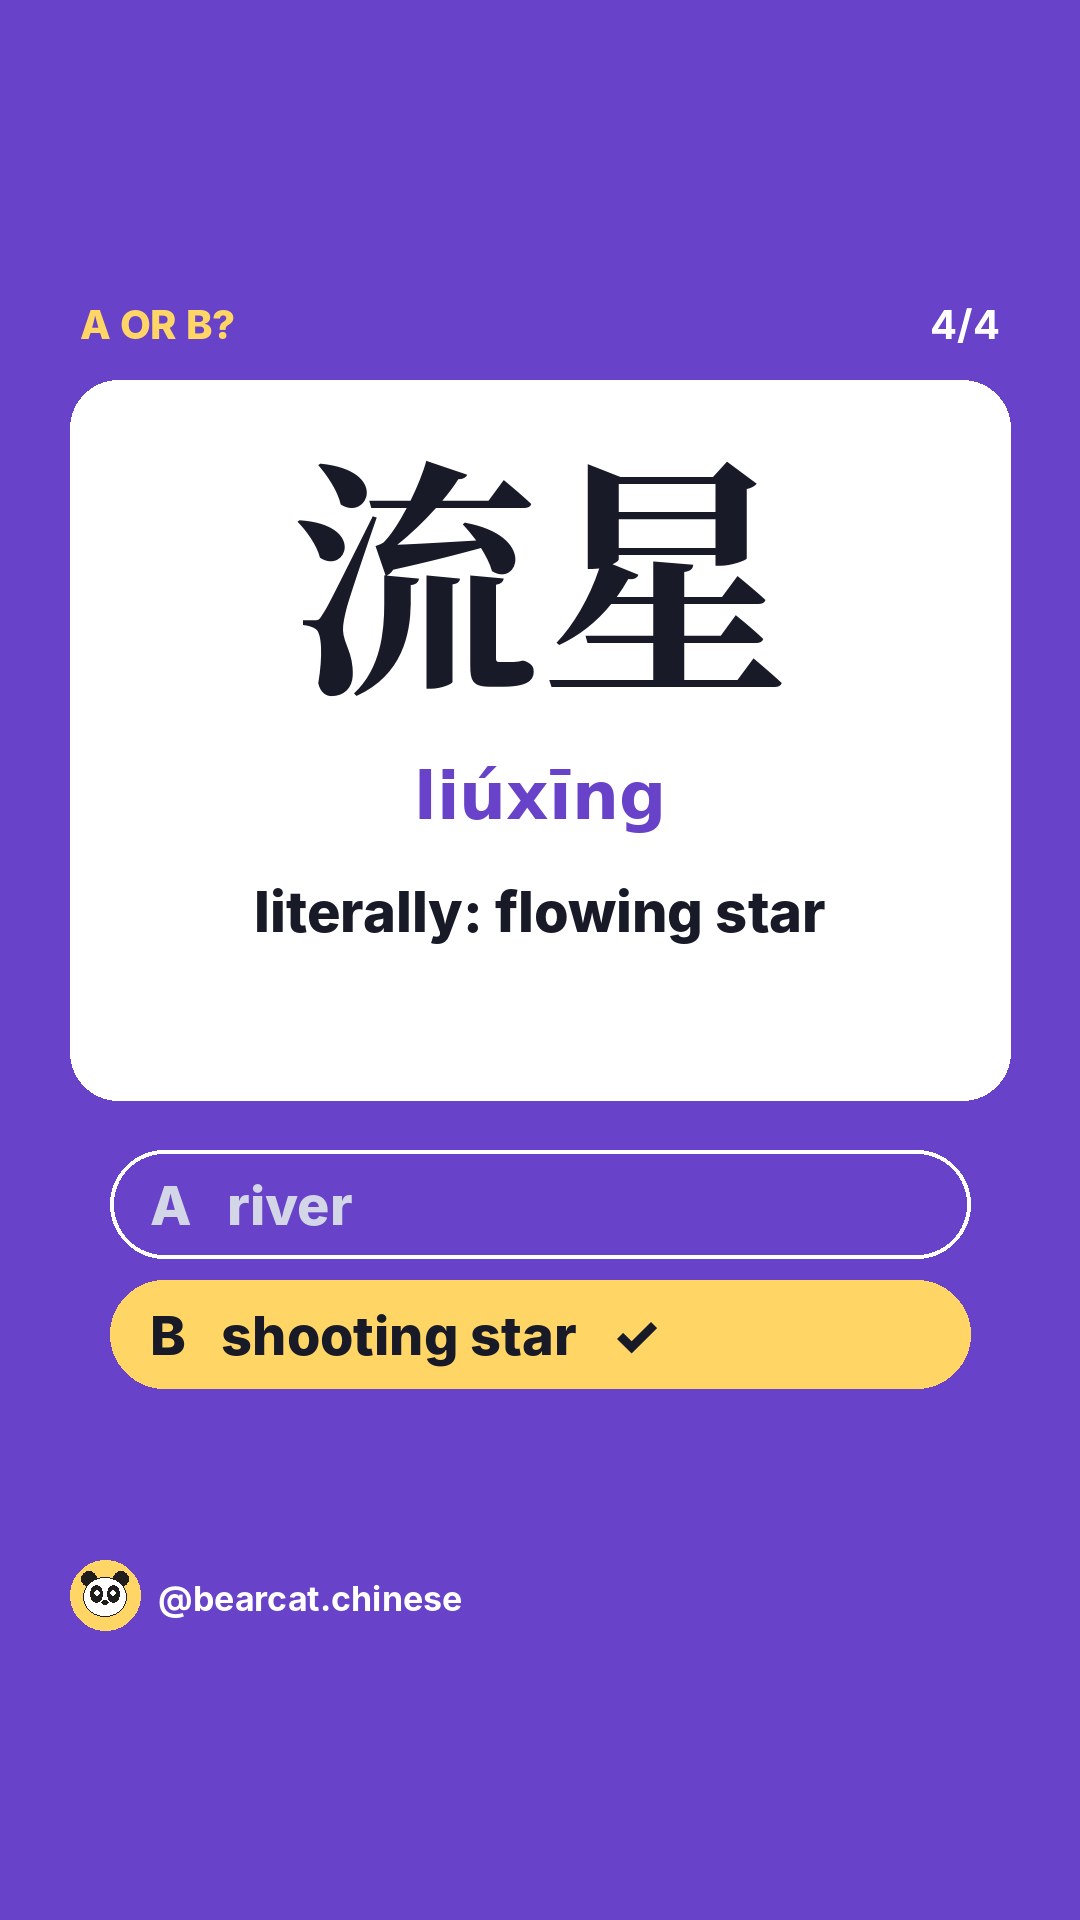 A OR B?
4/4
流星
liúxīng
literally: flowing star
A river
B shooting star ✓
@bearcat.chinese